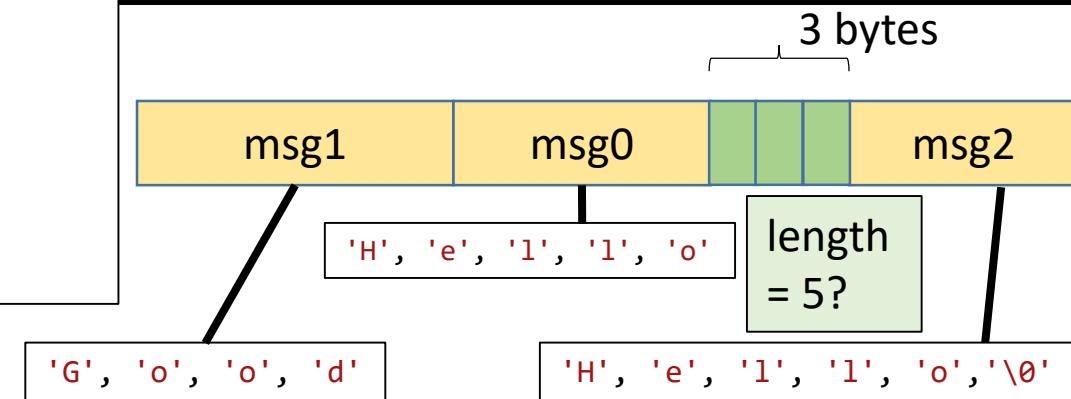 3 bytes
msg1 msg0 msg2
'H', 'e', 'l', 'l', 'o'
length
= 5?
'G', 'o', 'o', 'd'
'H', 'e', 'l', 'l', 'o','\0'